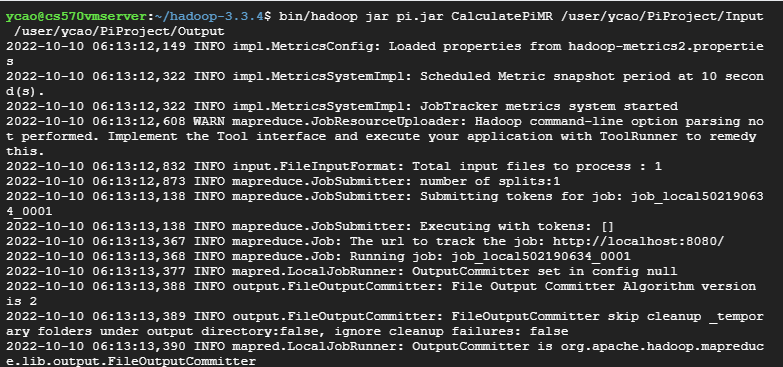 ycao@cs570vmserver:~/hadoop-3.3.4$ bin/hadoop jar pi.jar CalculatePiMR /user/ycao/PiProject/Input
 /user/ycao/PiProject/Output
2022-10-10 06:13:12,149 INFO impl.MetricsConfig: Loaded properties from hadoop-metrics2.propertie
s
2022-10-10 06:13:12,322 INFO impl.MetricsSystemImpl: Scheduled Metric snapshot period at 10 secon
d(s).
2022-10-10 06:13:12,322 INFO impl.MetricsSystemImpl: JobTracker metrics system started
2022-10-10 06:13:12,608 WARN mapreduce.JobResourceUploader: Hadoop command-line option parsing no
t performed. Implement the Tool interface and execute your application with ToolRunner to remedy
this.
2022-10-10 06:13:12,832 INFO input.FileInputFormat: Total input files to process : 1
2022-10-10 06:13:12,873 INFO mapreduce.JobSubmitter: number of splits:1
2022-10-10 06:13:13,138 INFO mapreduce.JobSubmitter: Submitting tokens for job: job_local50219063
4_0001
2022-10-10 06:13:13,138 INFO mapreduce.JobSubmitter: Executing with tokens: []
2022-10-10 06:13:13,367 INFO mapreduce.Job: The url to track the job: http://localhost:8080/
2022-10-10 06:13:13,368 INFO mapreduce.Job: Running job: job_local502190634_0001
2022-10-10 06:13:13,377 INFO mapred.LocalJobRunner: OutputCommitter set in config null
2022-10-10 06:13:13,388 INFO output.FileOutputCommitter: File Output Committer Algorithm version
is 2
2022-10-10 06:13:13,389 INFO output.FileOutputCommitter: FileOutputCommitter skip cleanup _tempor
ary folders under output directory:false, ignore cleanup failures: false
2022-10-10 06:13:13,390 INFO mapred.LocalJobRunner: OutputCommitter is org.apache.hadoop.mapreduc
e.lib.output.FileOutputCommitter